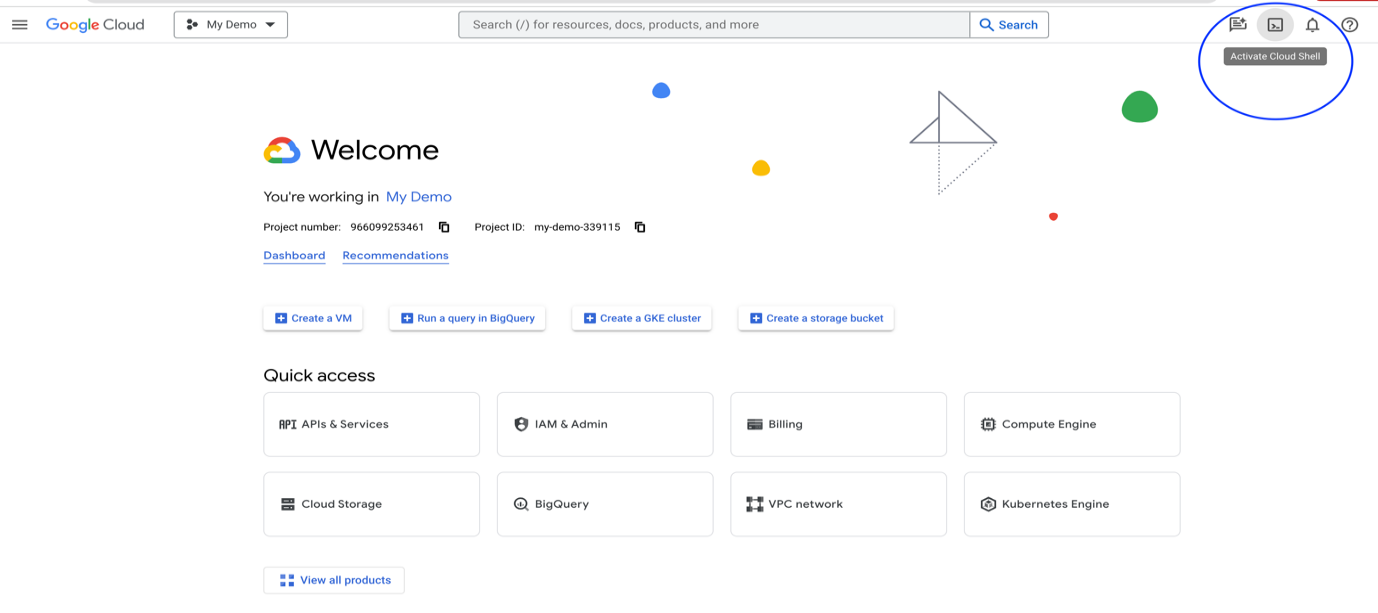 Google Cloud My Demo Search (/) for resources, docs, products, and more Search
Activate Cloud Shell
Welcome
You're working in My Demo
Project number: 966099253461 Project ID: my-demo-339115
Dashboard Recommendations
Create a VM Run a query in BigQuery Create a GKE cluster Create a storage bucket
Quick access
API APIs & Services IAM & Admin Billing Compute Engine
Cloud Storage BigQuery VPC network Kubernetes Engine
View all products